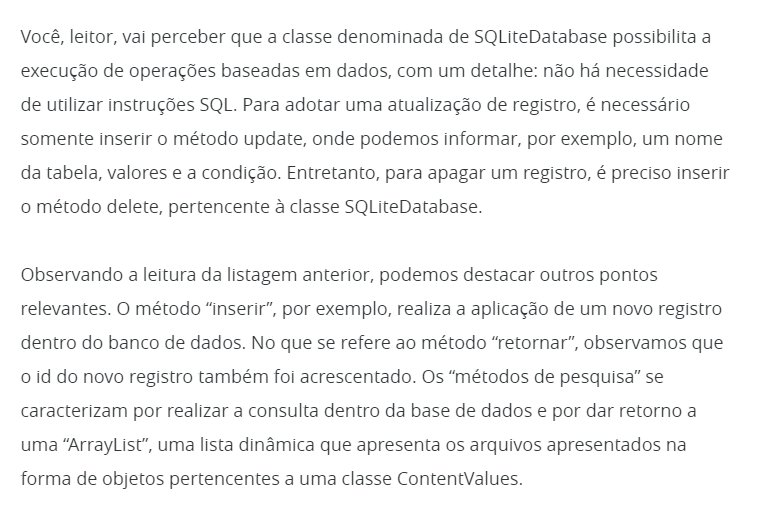 Você, leitor, vai perceber que a classe denominada de SQLiteDatabase possibilita a
execução de operações baseadas em dados, com um detalhe: não há necessidade
de utilizar instruções SQL. Para adotar uma atualização de registro, é necessário
somente inserir o método update, onde podemos informar, por exemplo, um nome
da tabela, valores e a condição. Entretanto, para apagar um registro, é preciso inserir
o método delete, pertencente à classe SQLiteDatabase.
Observando a leitura da listagem anterior, podemos destacar outros pontos
relevantes. O método “inserir”, por exemplo, realiza a aplicação de um novo registro
dentro do banco de dados. No que se refere ao método “retornar”, observamos que
o id do novo registro também foi acrescentado. Os “métodos de pesquisa” se
caracterizam por realizar a consulta dentro da base de dados e por dar retorno a
uma “ArrayList”, uma lista dinâmica que apresenta os arquivos apresentados na
forma de objetos pertencentes a uma classe ContentValues.